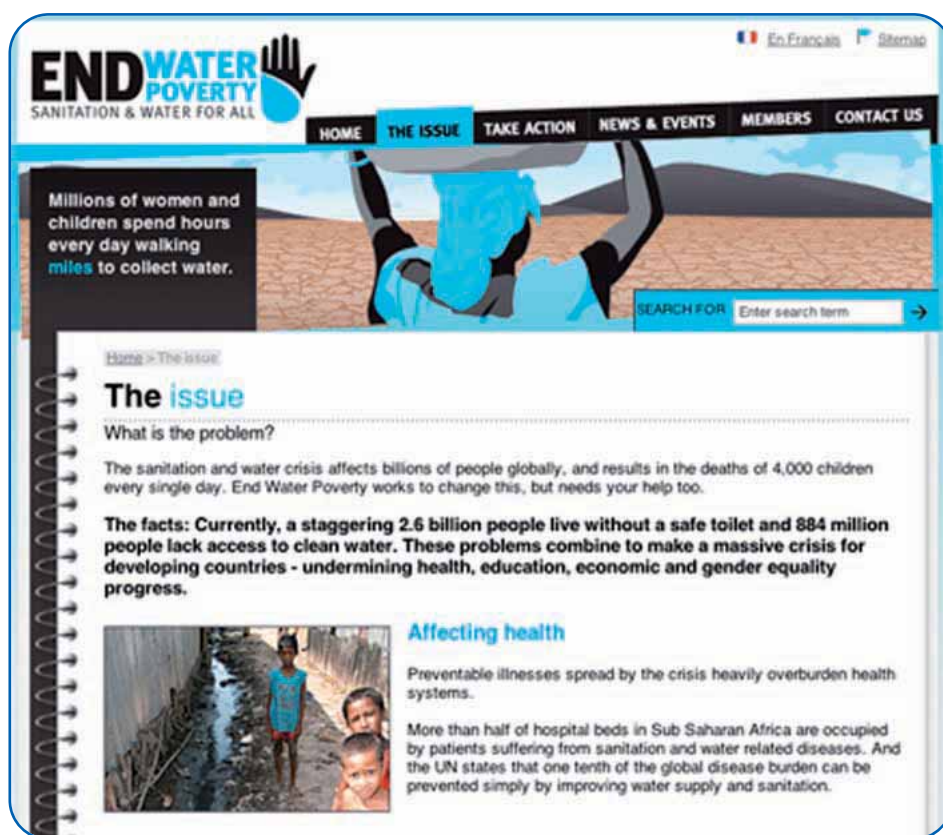 En Français Sitemap
END WATER
POVERTY
SANITATION & WATER FOR ALL
HOME THE ISSUE TAKE ACTION NEWS & EVENTS MEMBERS CONTACT US
Millions of women and
children spend hours
every day walking
miles to collect water.
SEARCH FOR Enter search term
Home > The issue
The issue
What is the problem?
The sanitation and water crisis affects billions of people globally, and results in the deaths of 4,000 children
every single day. End Water Poverty works to change this, but needs your help too.
The facts: Currently, a staggering 2.6 billion people live without a safe toilet and 884 million
people lack access to clean water. These problems combine to make a massive crisis for
developing countries - undermining health, education, economic and gender equality
progress.
Affecting health
Preventable illnesses spread by the crisis heavily overburden health
systems.
More than half of hospital beds in Sub Saharan Africa are occupied
by patients suffering from sanitation and water related diseases. And
the UN states that one tenth of the global disease burden can be
prevented simply by improving water supply and sanitation.